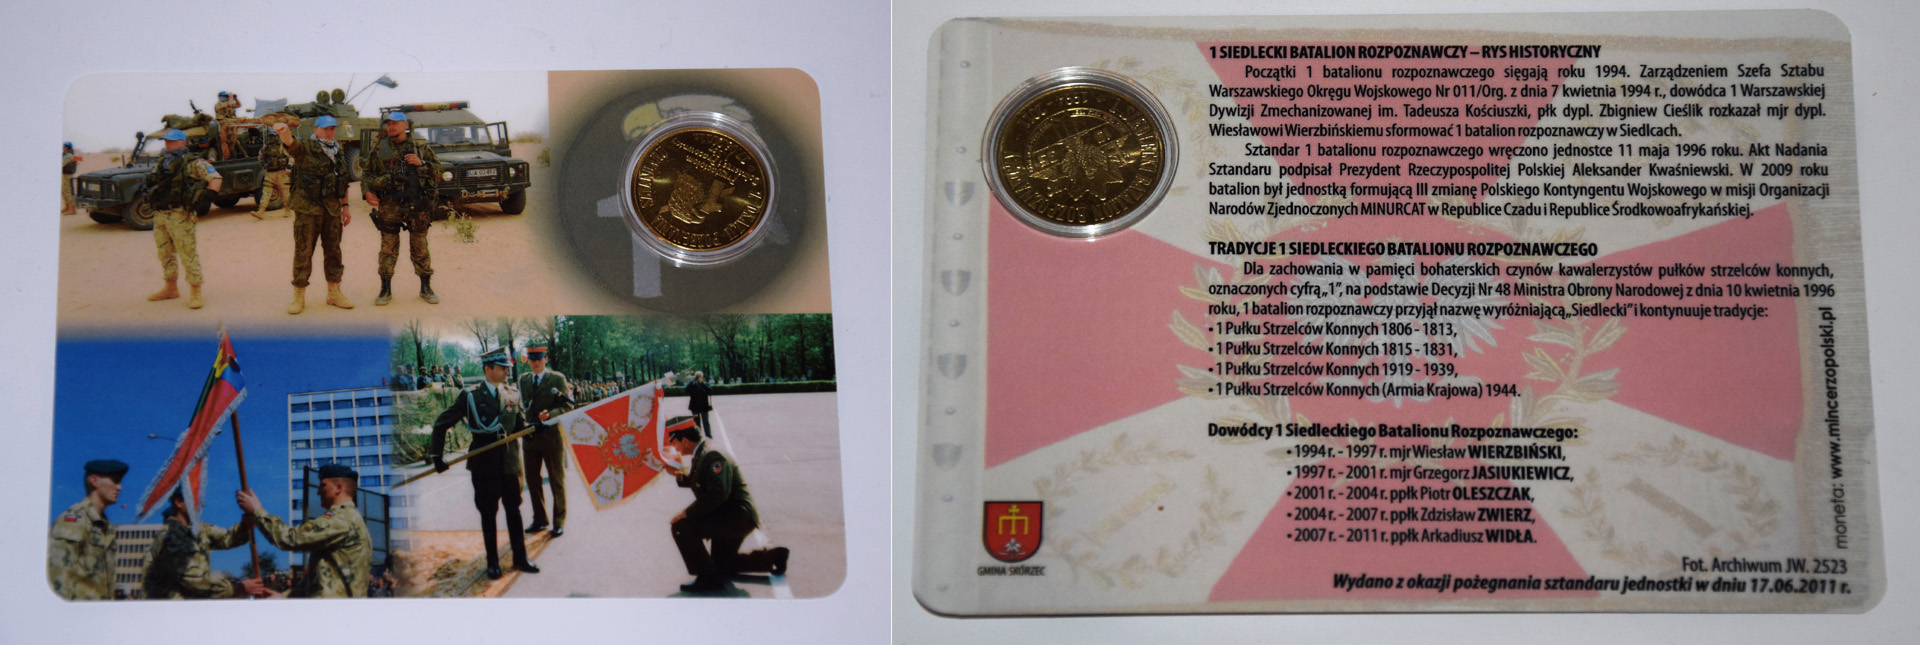 1 SIEDLECKI BATALION ROZPOZNAWCZY – RYS HISTORYCZNY
Początki 1 batalionu rozpoznawczego sięgają roku 1994. Zarządzeniem Szefa Sztabu
Warszawskiego Okręgu Wojskowego Nr 011/Org. z dnia 7 kwietnia 1994 r., dowódca 1 Warszawskiej
Dywizji Zmechanizowanej im. Tadeusza Kościuszki, płk dypl. Zbigniew Cieślik rozkazał mjr dypl.
Wiesławowi Wierzbińskiemu sformować 1 batalion rozpoznawczy w Siedlcach.
Sztandar 1 batalionu rozpoznawczego wręczono jednostce 11 maja 1996 roku. Akt Nadania
Sztandaru podpisał Prezydent Rzeczypospolitej Polskiej Aleksander Kwaśniewski. W 2009 roku
batalion był jednostką formującą III zmianę Polskiego Kontyngentu Wojskowego w misji Organizacji
Narodów Zjednoczonych MINURCAT w Republice Czadu i Republice Środkowoafrykańskiej.
TRADYCJE 1 SIEDLECKIEGO BATALIONU ROZPOZNAWCZEGO
Dla zachowania w pamięci bohaterskich czynów kawalerzystów pułków strzelców konnych,
oznaczonych cyfrą „1”, na podstawie Decyzji Nr 48 Ministra Obrony Narodowej z dnia 10 kwietnia 1996
roku, 1 batalion rozpoznawczy przyjął nazwę wyróżniającą „Siedlecki” i kontynuuje tradycje:
• 1 Pułku Strzelców Konnych 1806 - 1813,
• 1 Pułku Strzelców Konnych 1815 - 1831,
• 1 Pułku Strzelców Konnych 1919 - 1939,
• 1 Pułku Strzelców Konnych (Armia Krajowa) 1944.
Dowódcy 1 Siedleckiego Batalionu Rozpoznawczego:
• 1994 r. - 1997 r. mjr Wiesław WIERZBIŃSKI,
• 1997 r. - 2001 r. mjr Grzegorz JASIUKIEWICZ,
• 2001 r. - 2004 r. ppłk Piotr OLESZCZAK,
• 2004 r. - 2007 r. ppłk Zdzisław ZWIERZ,
• 2007 r. - 2011 r. ppłk Arkadiusz WIDŁA.
GMINA SKÓRZEC
Fot. Archiwum JW. 2523
Wydano z okazji pożegnania sztandaru jednostki w dniu 17.06.2011 r.
moneta: www.mincerzopolski.pl